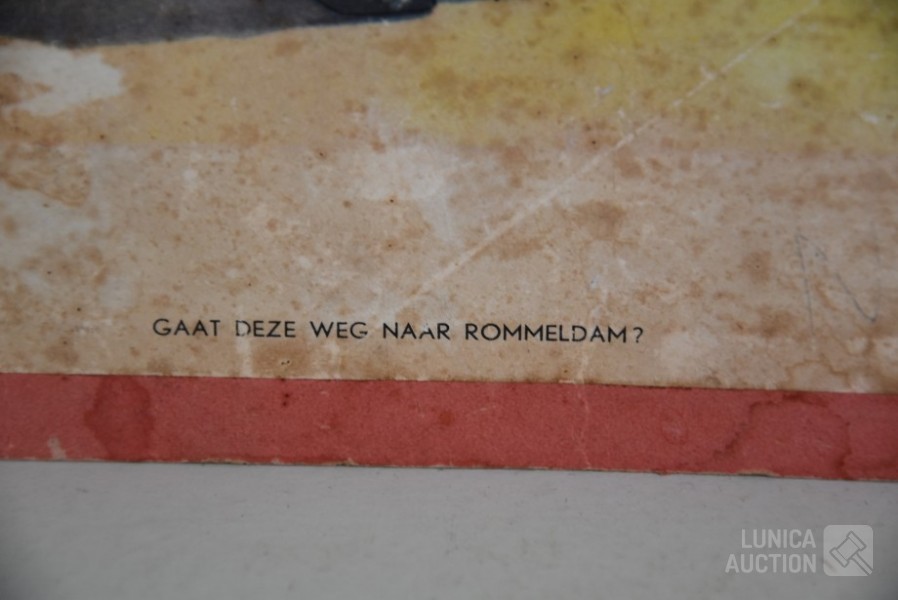 GAAT DEZE WEG NAAR ROMMELDAM?
LUNICA
AUCTION